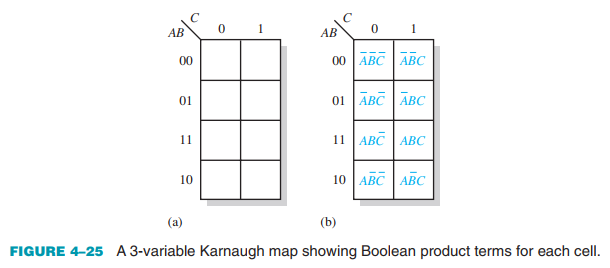 C C
AB 0 1 AB 0 1
00 00 A̅B̅C̅ A̅B̅C
01 01 A̅BC̅ A̅BC
11 11 ABC̅ ABC
10 10 AB̅C̅ AB̅C
(a) (b)
FIGURE 4–25 A 3-variable Karnaugh map showing Boolean product terms for each cell.